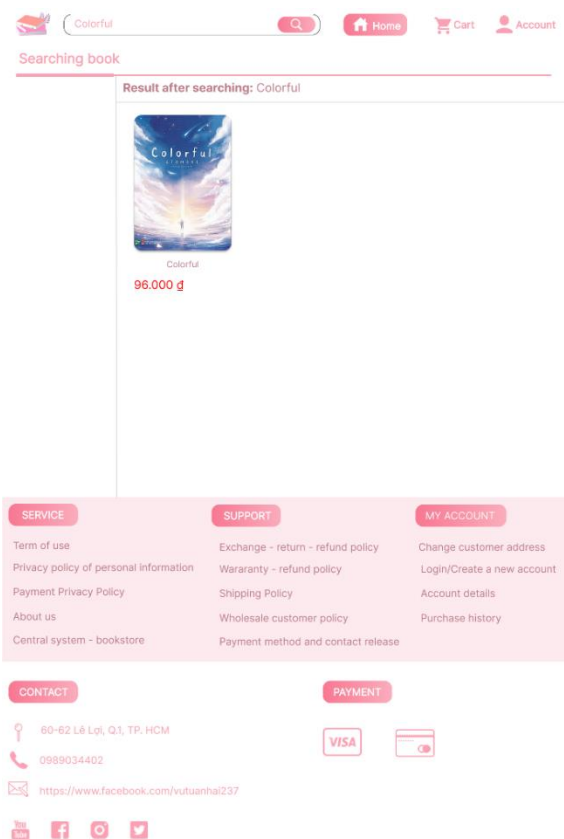 Colorful
Home
Cart
Account
Searching book
Result after searching: Colorful
Colorful
Colorful
96.000 ₫
SERVICE
SUPPORT
MY ACCOUNT
Term of use
Exchange - return - refund policy
Change customer address
Privacy policy of personal information
Wararanty - refund policy
Login/Create a new account
Payment Privacy Policy
Shipping Policy
Account details
About us
Wholesale customer policy
Purchase history
Central system - bookstore
Payment method and contact release
CONTACT
PAYMENT
60-62 Lê Lợi, Q.1, TP. HCM
VISA
0989034402
https://www.facebook.com/vutuanhai237
You
Tube